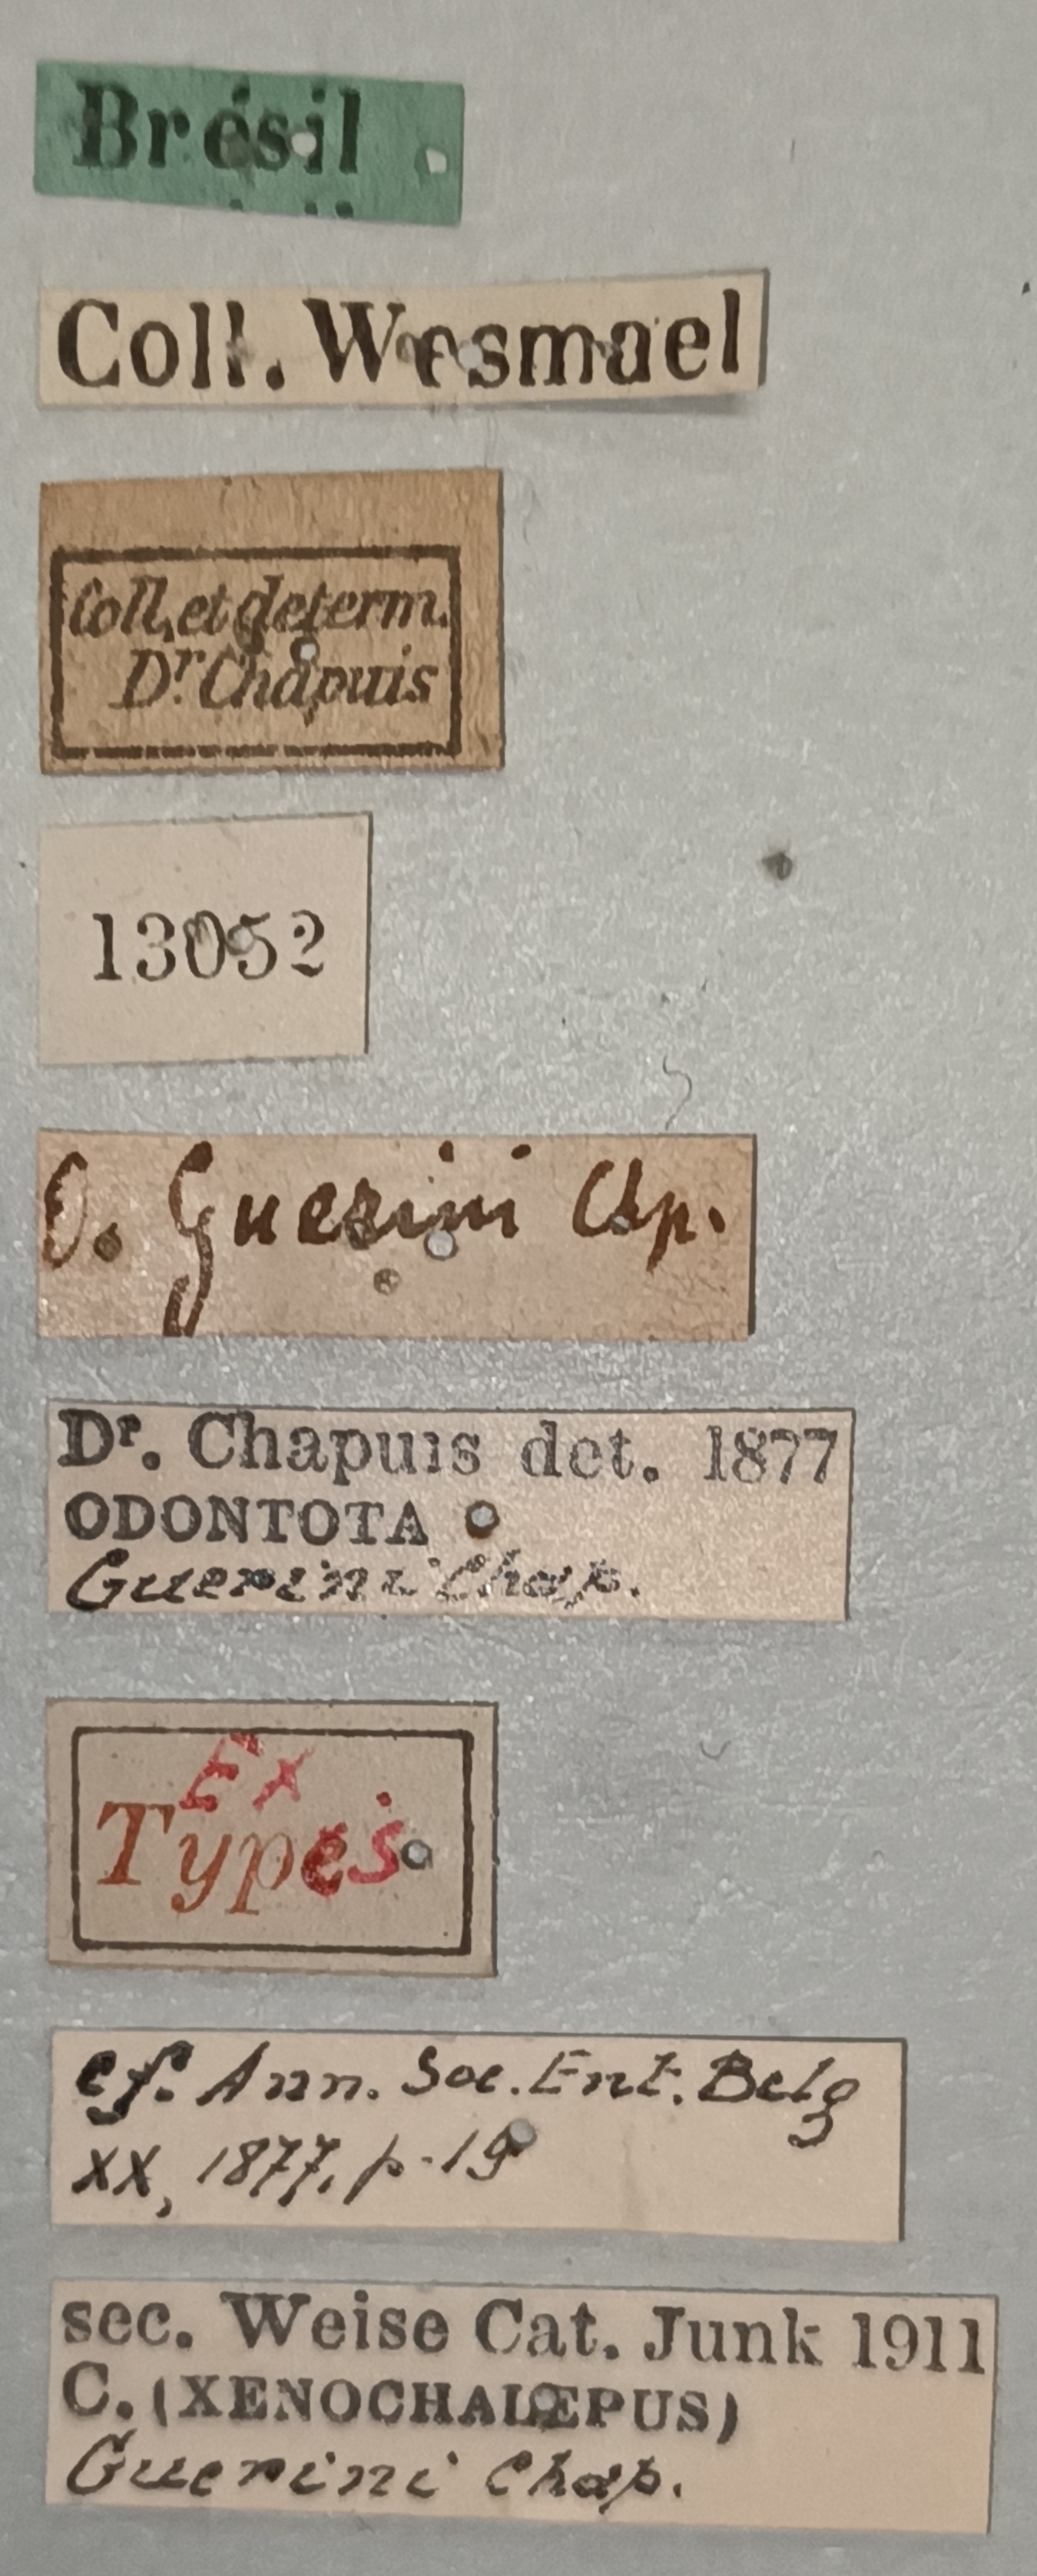 Brésil
Coll. Wesmael
Coll. et determ.
Dr. Chapuis
13052
O. Guerini Chp.
Dr. Chapuis det. 1877
ODONTOTA
Guerini Chap.
Ex
Types
cf. Ann. Soc. Ent. Belg
XX, 1877, p. 19
sec. Weise Cat. Junk 1911
C. (XENOCHALEPUS)
Guerini Chap.